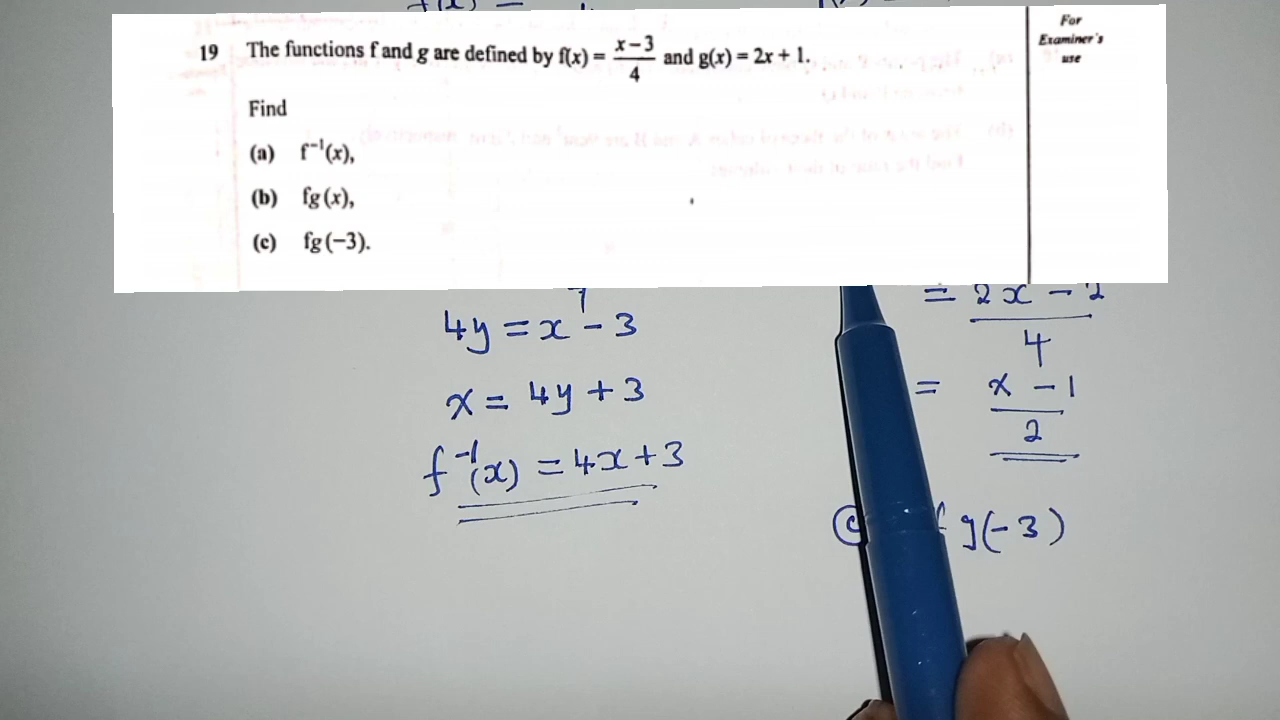 For
Examiner's
use
19 The functions f and g are defined by f(x) = x−3/4 and g(x) = 2x + 1.
Find
(a) f⁻¹(x),
(b) fg(x),
(c) fg(−3).
4y = x − 3
x = 4y + 3
f⁻¹(x) = 4x + 3
= 2x − 2/4
= x − 1/2
(c) fg(−3)